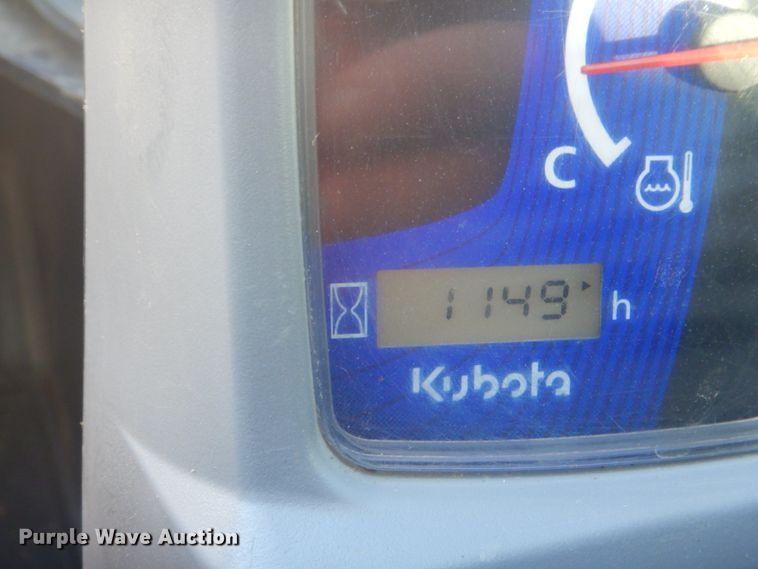 C
1149 h
Kubota
Purple Wave Auction